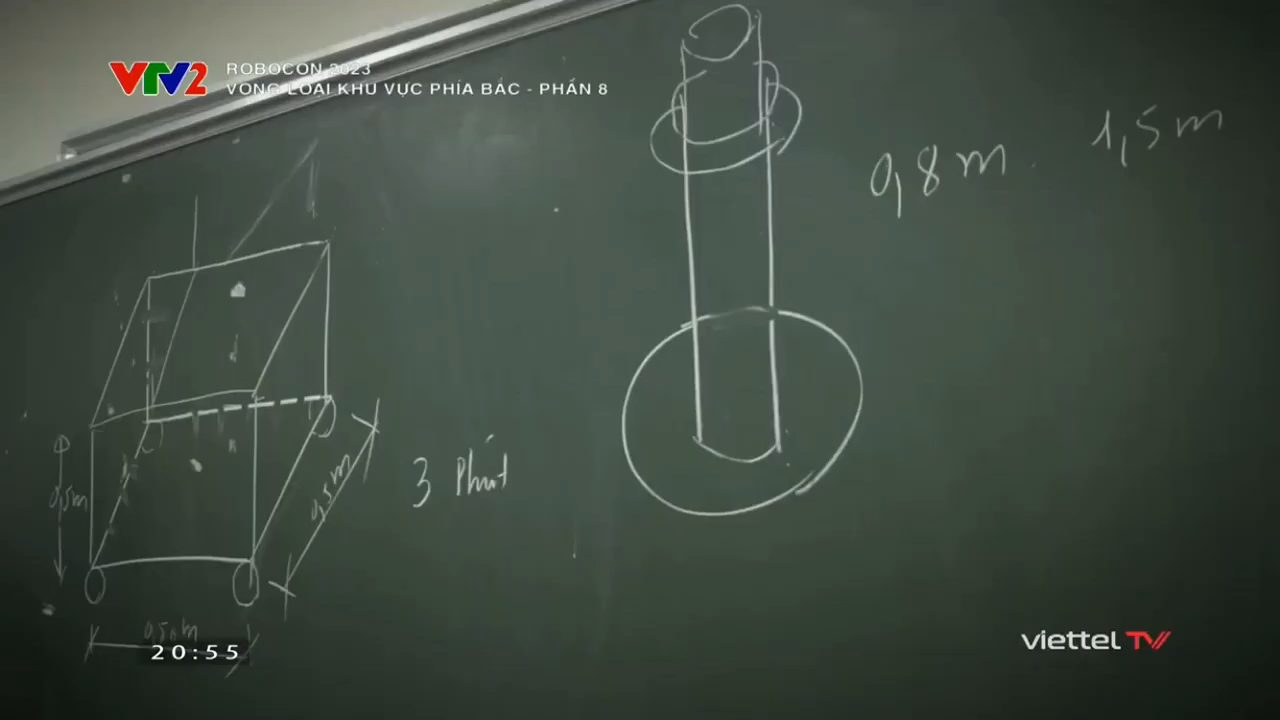 VTV2
ROBOCON 2023
VÒNG LOẠI KHU VỰC PHÍA BẮC - PHẦN 8
0,8m
1,5m
0,5m
0,5m
3 Phút
0,5m
20:55
viettel TV